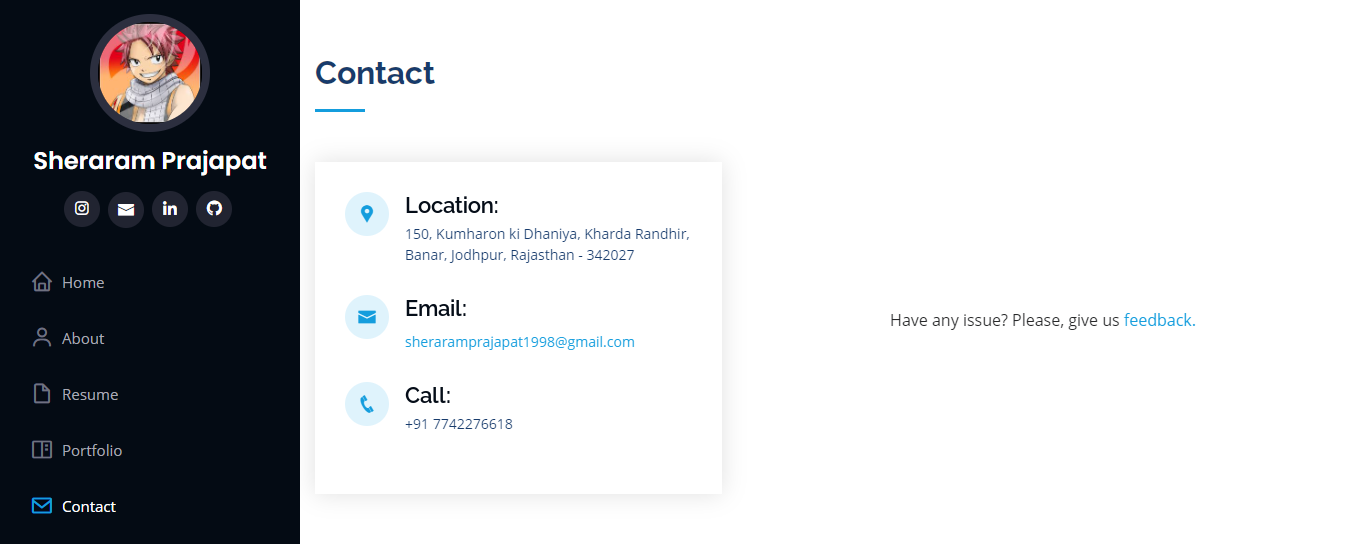 Sheraram Prajapat
Home
About
Resume
Portfolio
Contact
Contact
Location:
150, Kumharon ki Dhaniya, Kharda Randhir,
Banar, Jodhpur, Rajasthan - 342027
Email:
sheraramprajapat1998@gmail.com
Call:
+91 7742276618
Have any issue? Please, give us feedback.